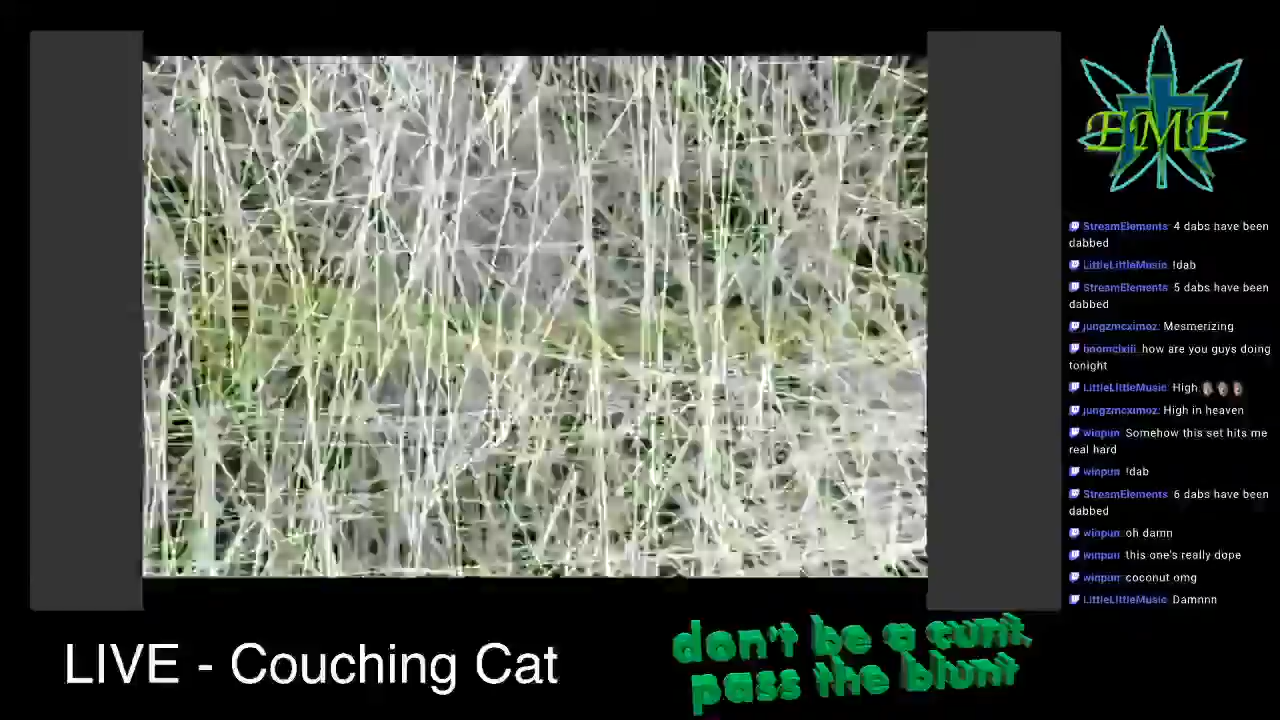 EMF
StreamElements 4 dabs have been
dabbed
LittleLittleMusic !dab
StreamElements 5 dabs have been
dabbed
jungzmcximoz: Mesmerizing
how are you guys doing
tonight
LittleLittleMusic High
jungzmcximoz: High in heaven
winpun Somehow this set hits me
real hard
winpun !dab
StreamElements 6 dabs have been
dabbed
winpun oh damn
winpun this one's really dope
winpun coconut omg
LittleLittleMusic Damnnn
don't be a cunt,
pass the blunt
LIVE - Couching Cat